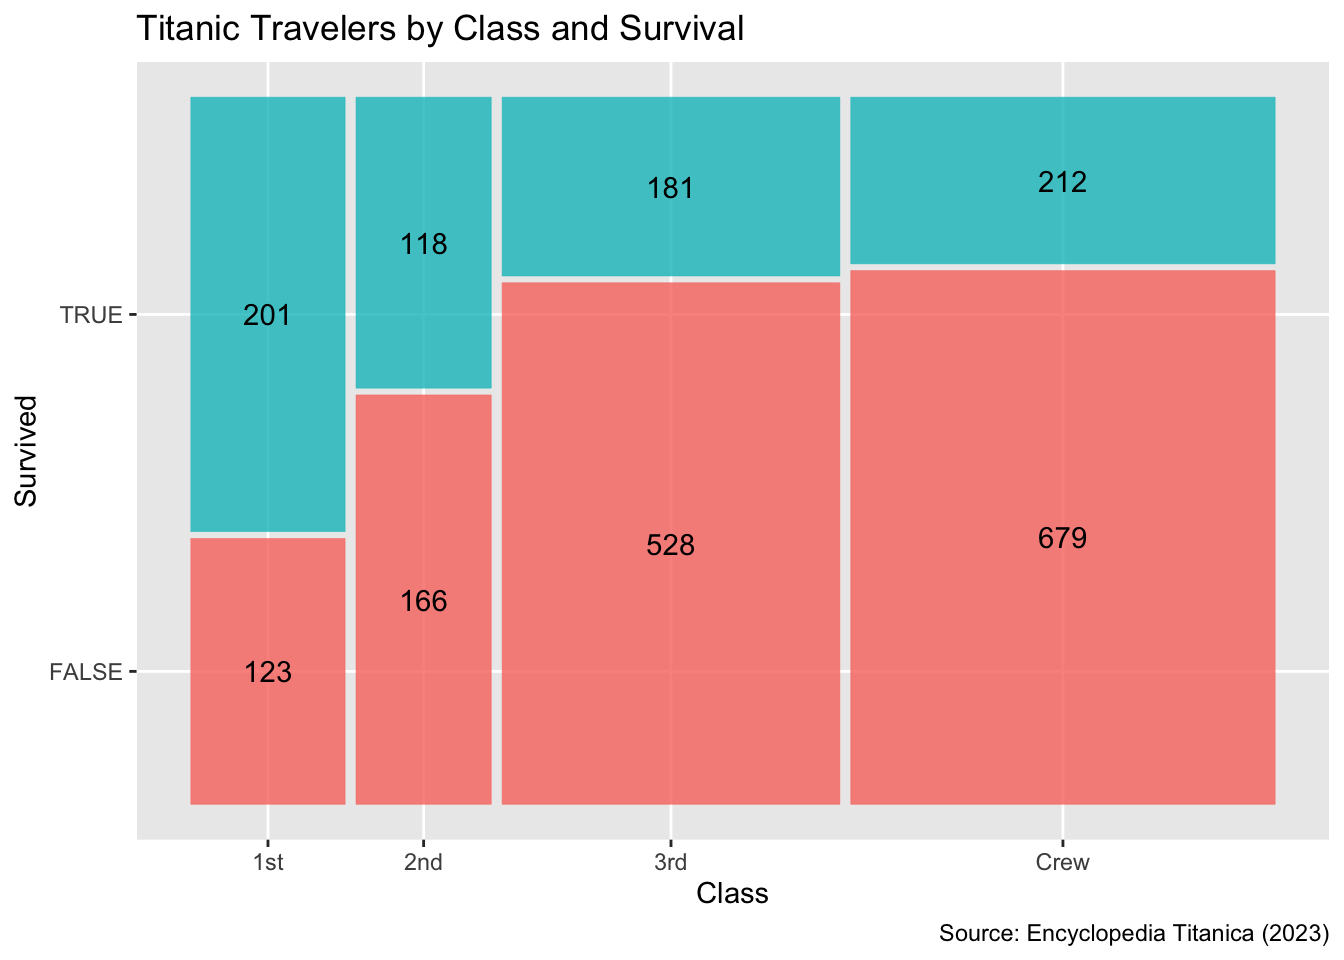 Titanic Travelers by Class and Survival
181
212
118
201
TRUE
Survived
528
679
166
123
FALSE
1st 2nd 3rd Crew
Class
Source: Encyclopedia Titanica (2023)